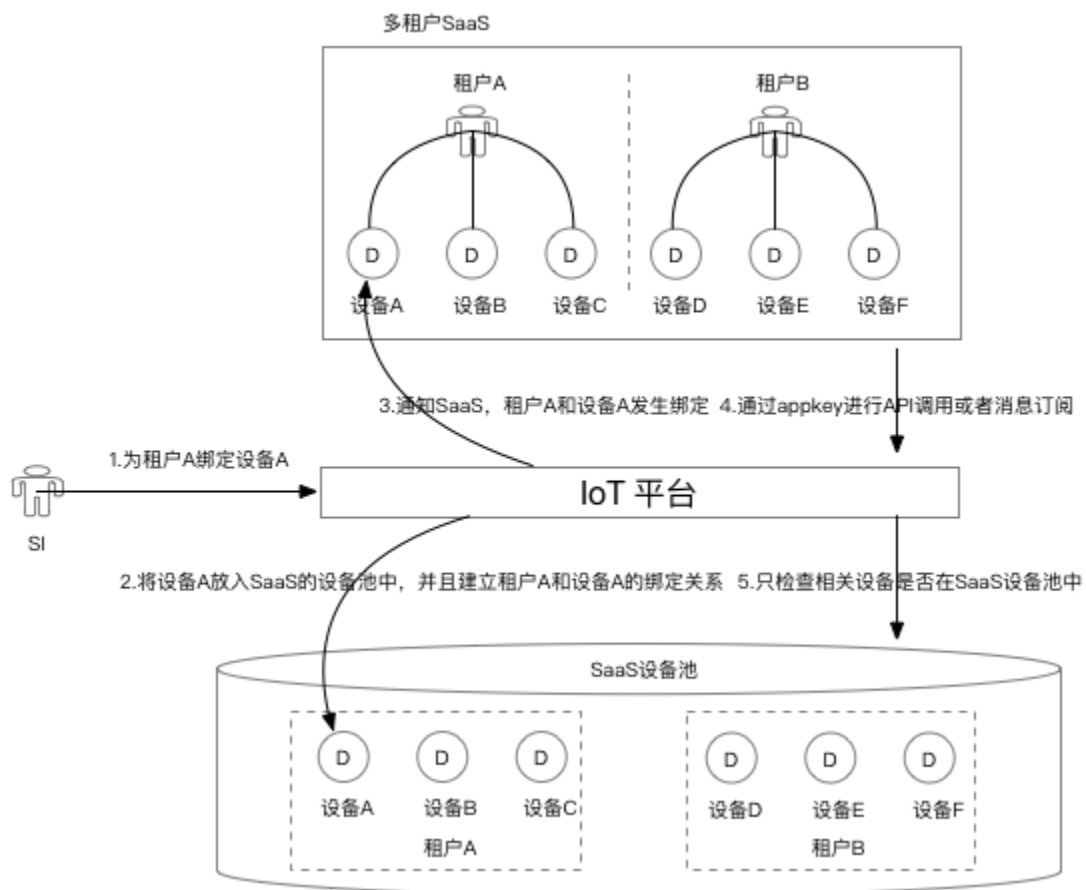 多租户SaaS
租户A 租户B
D D D D D D
设备A 设备B 设备C 设备D 设备E 设备F
3.通知SaaS，租户A和设备A发生绑定 4.通过appkey进行API调用或者消息订阅
1.为租户A绑定设备A
IoT 平台
SI
2.将设备A放入SaaS的设备池中，并且建立租户A和设备A的绑定关系 5.只检查相关设备是否在SaaS设备池中
SaaS设备池
D D D D D D
设备A 设备B 设备C 设备D 设备E 设备F
租户A 租户B